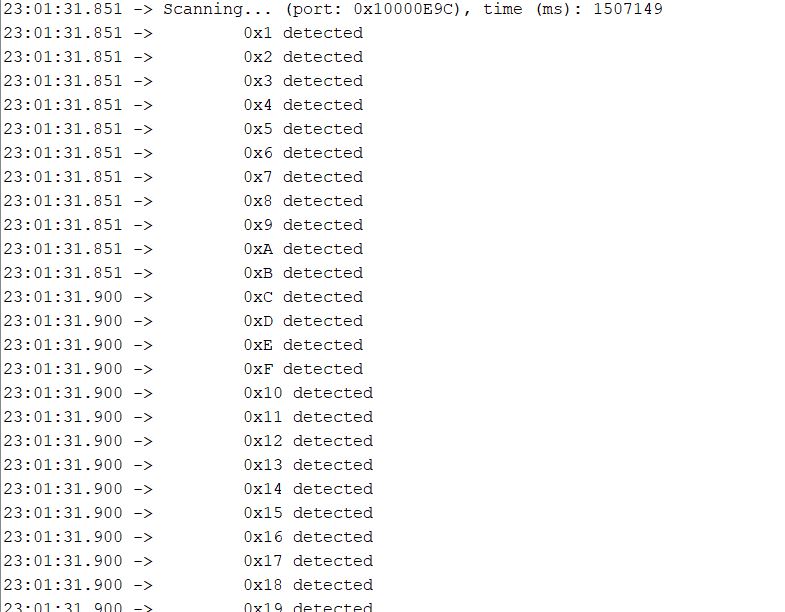 23:01:31.851 -> Scanning... (port: 0x10000E9C), time (ms): 1507149
23:01:31.851 -> 0x1 detected
23:01:31.851 -> 0x2 detected
23:01:31.851 -> 0x3 detected
23:01:31.851 -> 0x4 detected
23:01:31.851 -> 0x5 detected
23:01:31.851 -> 0x6 detected
23:01:31.851 -> 0x7 detected
23:01:31.851 -> 0x8 detected
23:01:31.851 -> 0x9 detected
23:01:31.851 -> 0xA detected
23:01:31.851 -> 0xB detected
23:01:31.900 -> 0xC detected
23:01:31.900 -> 0xD detected
23:01:31.900 -> 0xE detected
23:01:31.900 -> 0xF detected
23:01:31.900 -> 0x10 detected
23:01:31.900 -> 0x11 detected
23:01:31.900 -> 0x12 detected
23:01:31.900 -> 0x13 detected
23:01:31.900 -> 0x14 detected
23:01:31.900 -> 0x15 detected
23:01:31.900 -> 0x16 detected
23:01:31.900 -> 0x17 detected
23:01:31.900 -> 0x18 detected
23:01:31.900 -> 0x19 detected